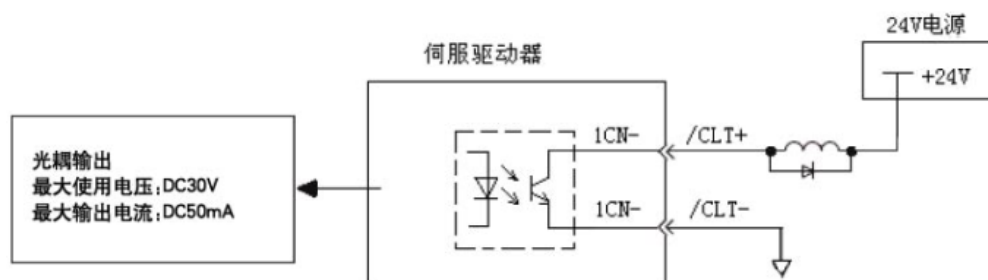 24V电源
+24V
伺服驱动器
1CN-
/CLT+
光耦输出
最大使用电压:DC30V
最大输出电流:DC50mA
1CN-
/CLT-